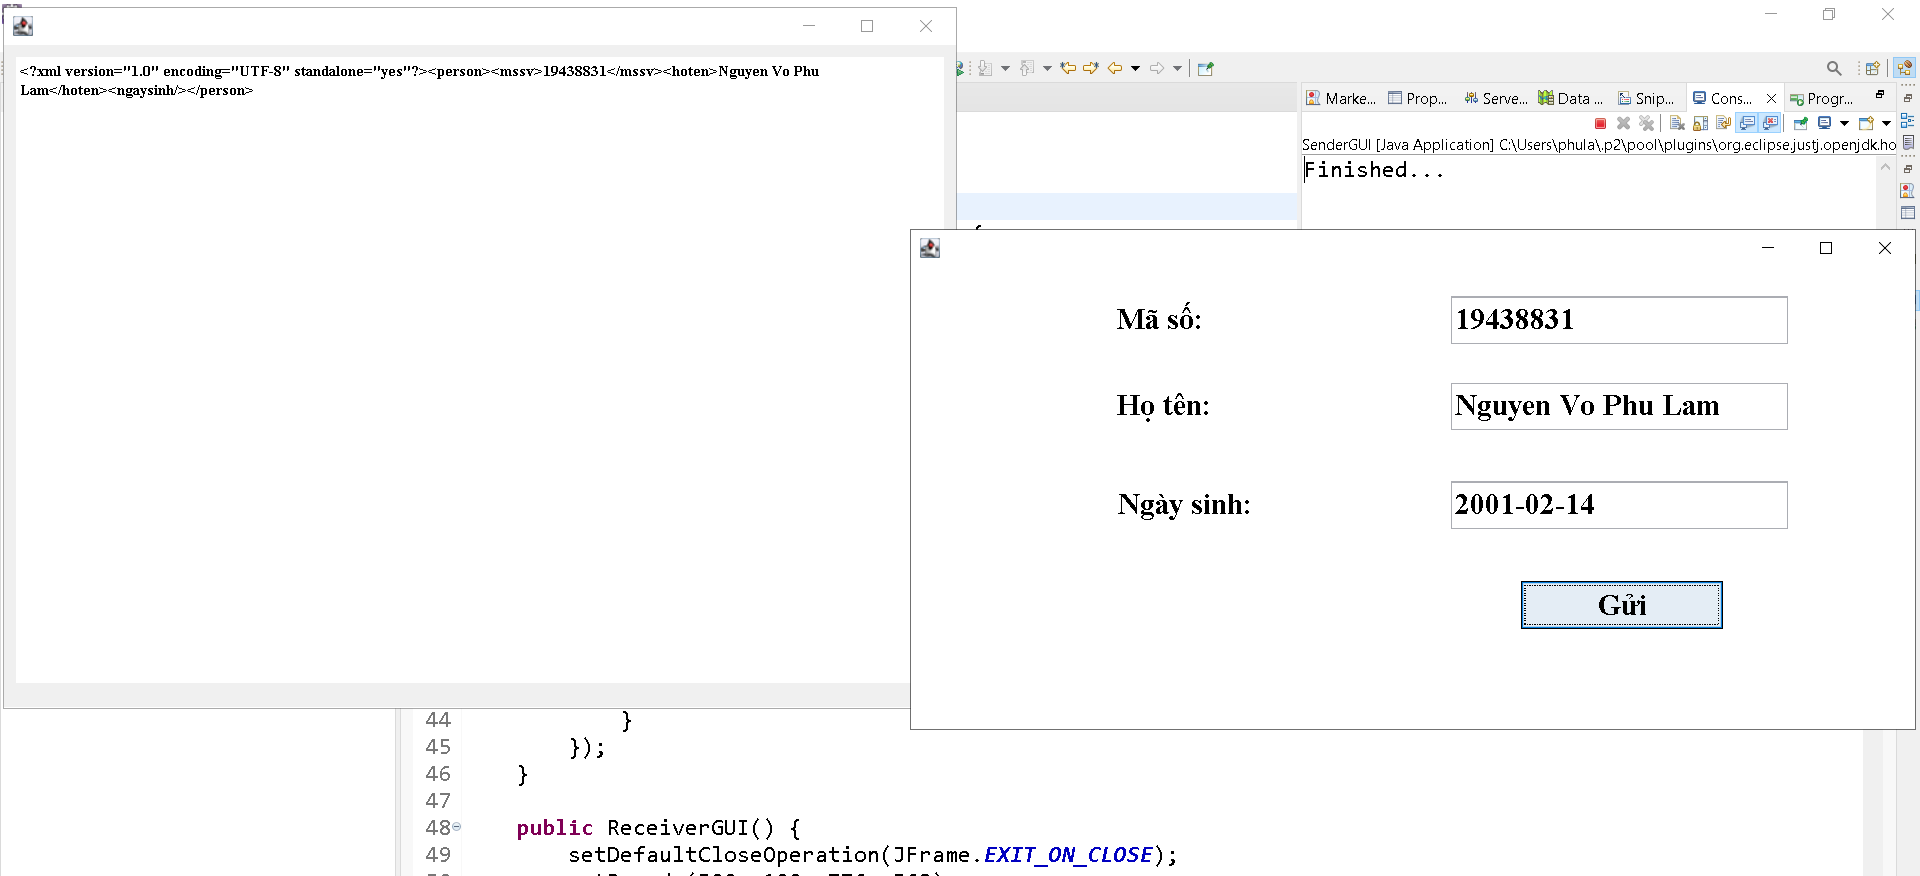 <?xml version="1.0" encoding="UTF-8" standalone="yes"?><person><mssv>19438831</mssv><hoten>Nguyen Vo Phu
Lam</hoten><ngaysinh/></person>
Marke... Prop... Serve... Data ... Snip... Cons... Progr...
SenderGUI [Java Application] C:\Users\phula\.p2\pool\plugins\org.eclipse.justj.openjdk.ho
Finished...
Mã số: 19438831
Họ tên: Nguyen Vo Phu Lam
Ngày sinh: 2001-02-14
Gửi
44 }
45 });
46 }
47
48 public ReceiverGUI() {
49 setDefaultCloseOperation(JFrame.EXIT_ON_CLOSE);